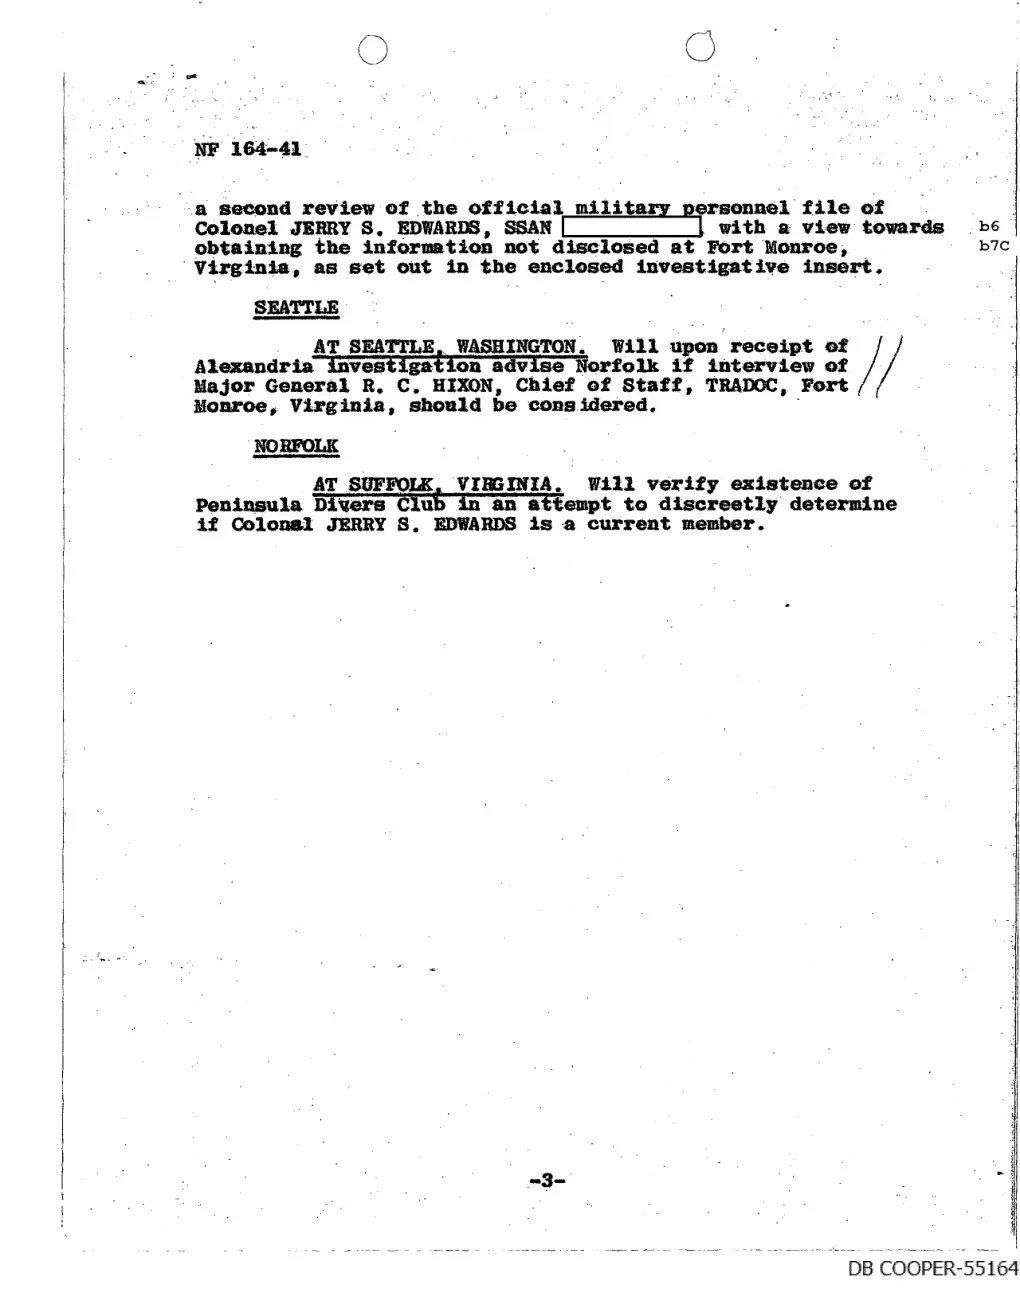 NF 164-41
a second review of the official military personnel file of
Colonel JERRY S. EDWARDS, SSAN with a view towards b6
obtaining the information not disclosed at Fort Monroe, b7C
Virginia, as set out in the enclosed investigative insert.
SEATTLE
AT SEATTLE, WASHINGTON. Will upon receipt of
Alexandria investigation advise Norfolk if interview of
Major General R. C. HIXON, Chief of Staff, TRADOC, Fort
Monroe, Virginia, should be considered.
NORFOLK
AT SUFFOLK, VIRGINIA. Will verify existence of
Peninsula Divers Club in an attempt to discreetly determine
if Colonel JERRY S. EDWARDS is a current member.
-3-
DB COOPER-55164